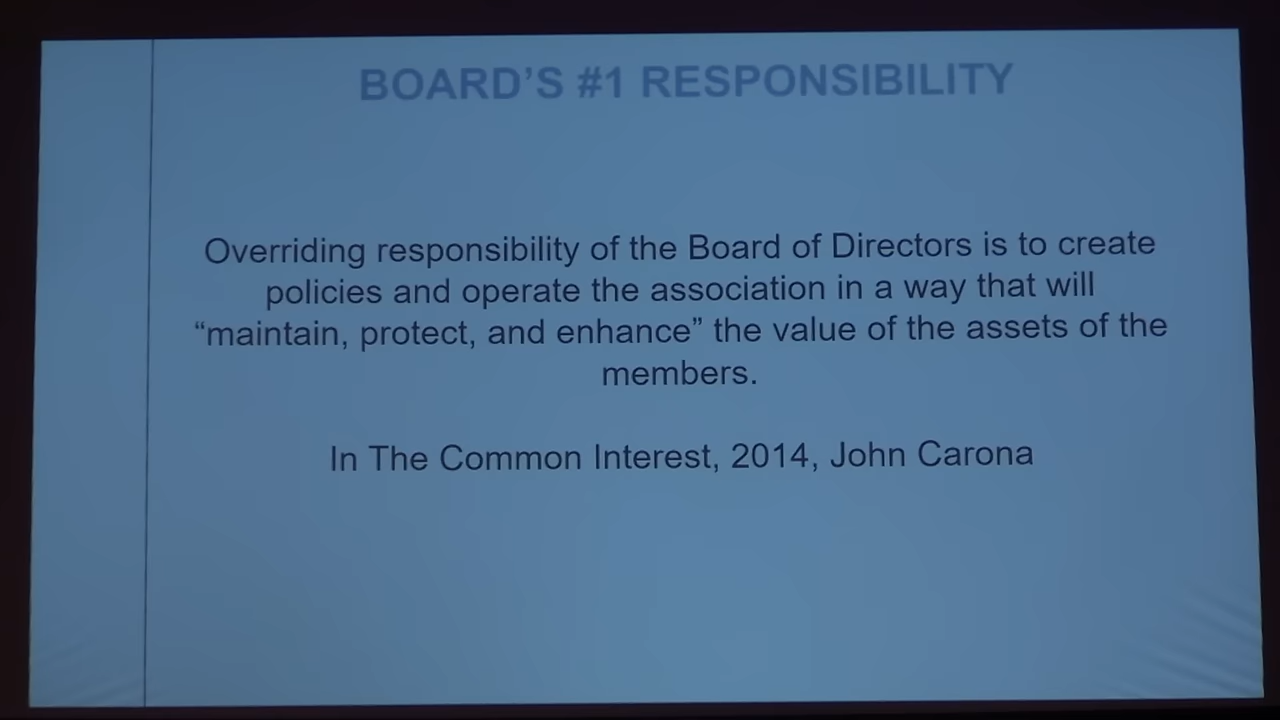 BOARD’S #1 RESPONSIBILITY
Overriding responsibility of the Board of Directors is to create
policies and operate the association in a way that will
“maintain, protect, and enhance” the value of the assets of the
members.
In The Common Interest, 2014, John Carona